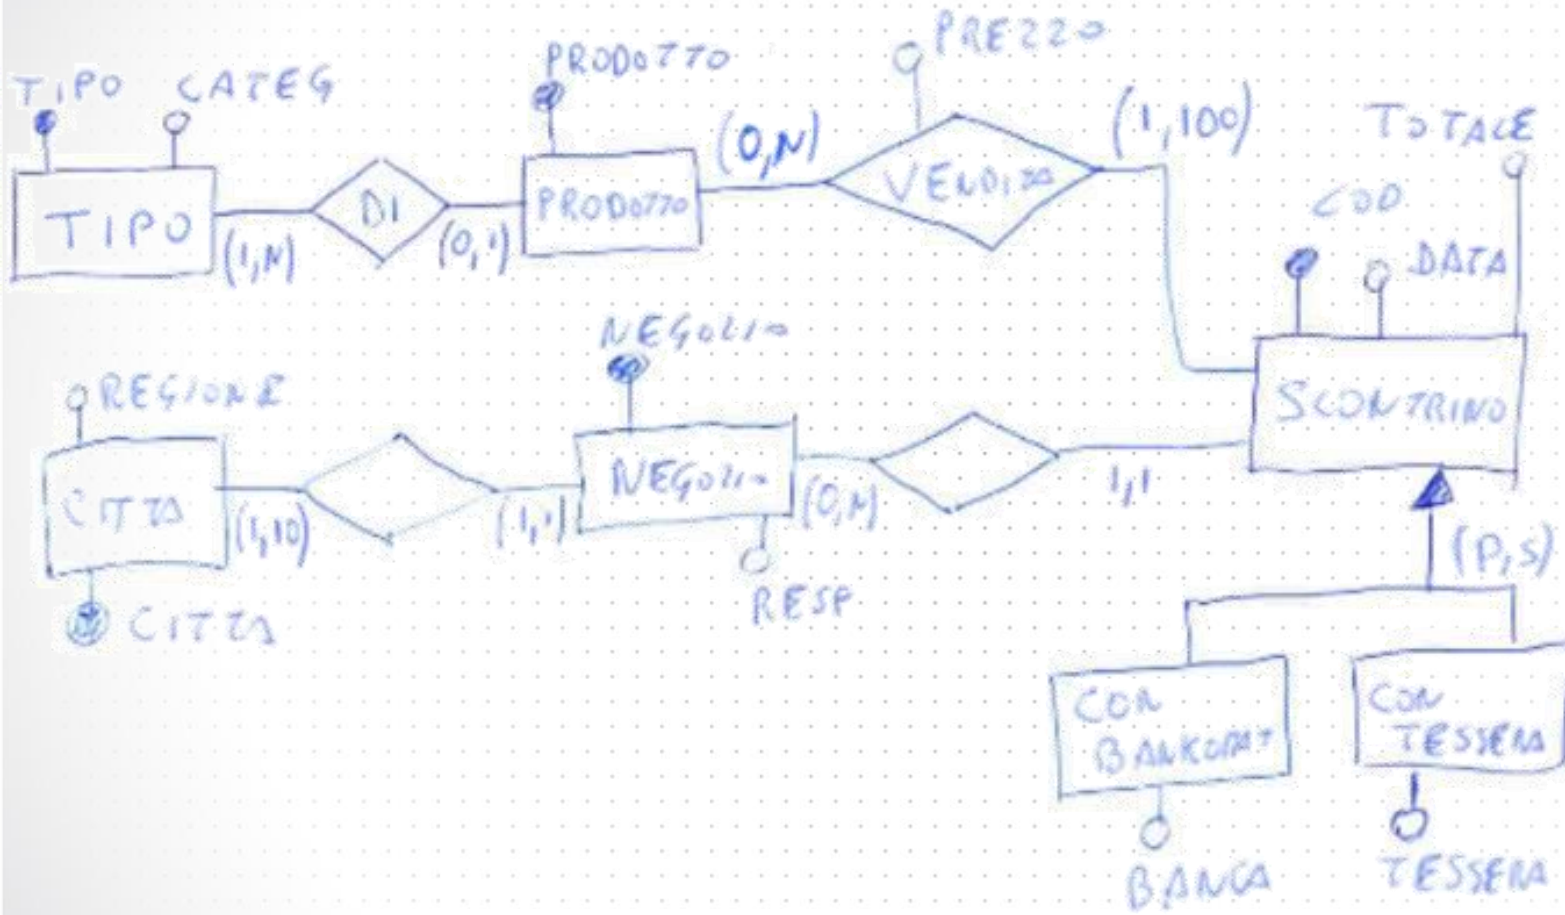 TIPO CATEG
PRODOTTO
PREZZO
TIPO
(1,N)
DI
(0,1)
PRODOTTO
(0,N)
VENDITA
(1,100)
TOTALE
COD
DATA
SCONTRINO
REGIONE
CITTA
(1,10)
(1,1)
NEGOZIO
NEGOZIO
(0,N)
1,1
CITTA
RESP
(P,S)
CON
BANKOMAT
CON
TESSERA
BANCA
TESSERA